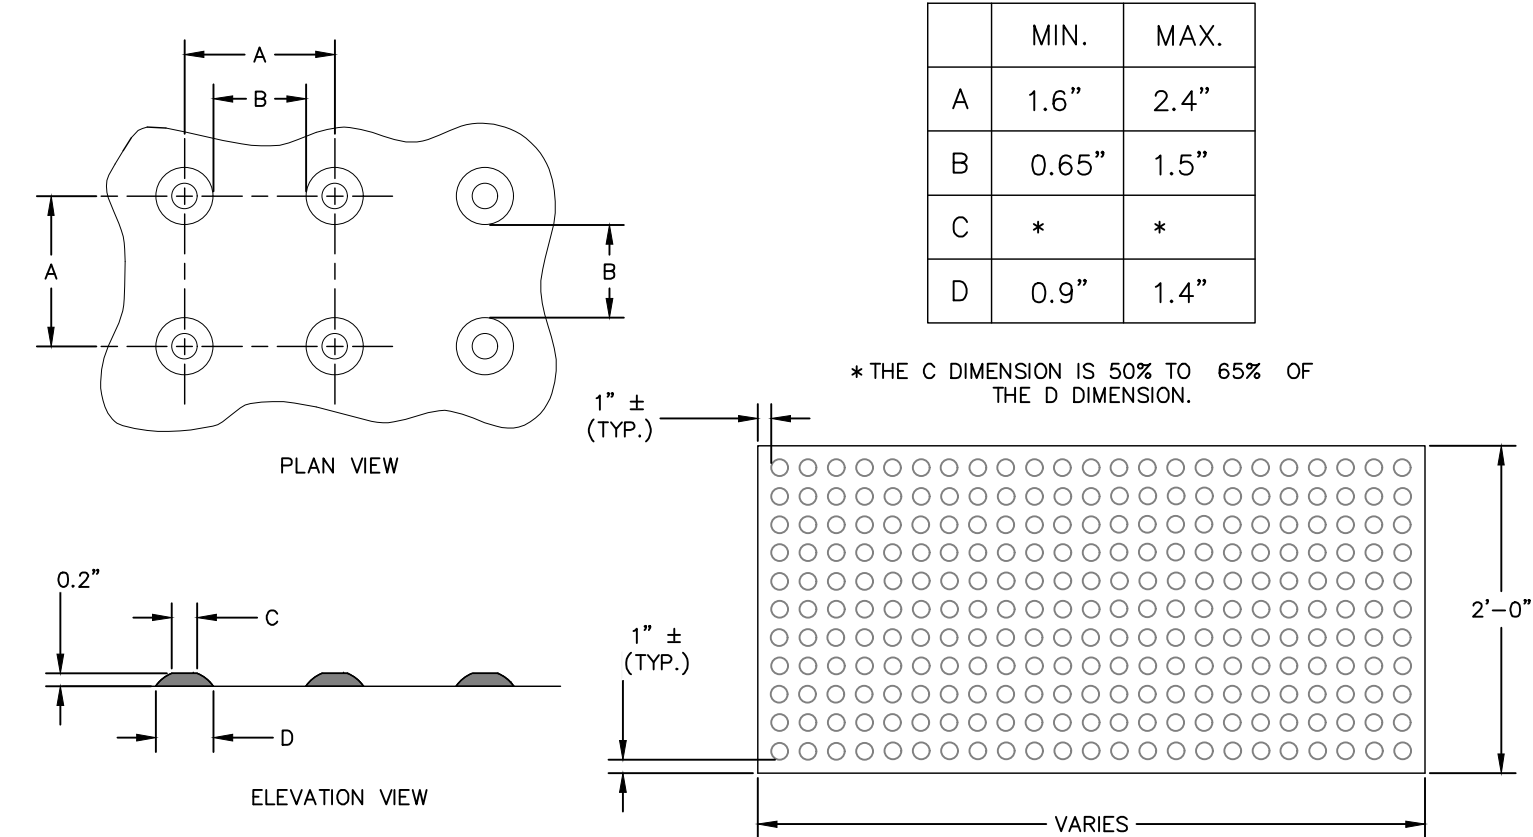 A
B
A
B
PLAN VIEW
0.2”
C
D
ELEVATION VIEW
MIN. MAX.
A 1.6” 2.4”
B 0.65” 1.5”
C * *
D 0.9” 1.4”
* THE C DIMENSION IS 50% TO 65% OF
THE D DIMENSION.
1” ±
(TYP.)
1” ±
(TYP.)
2’-0”
VARIES